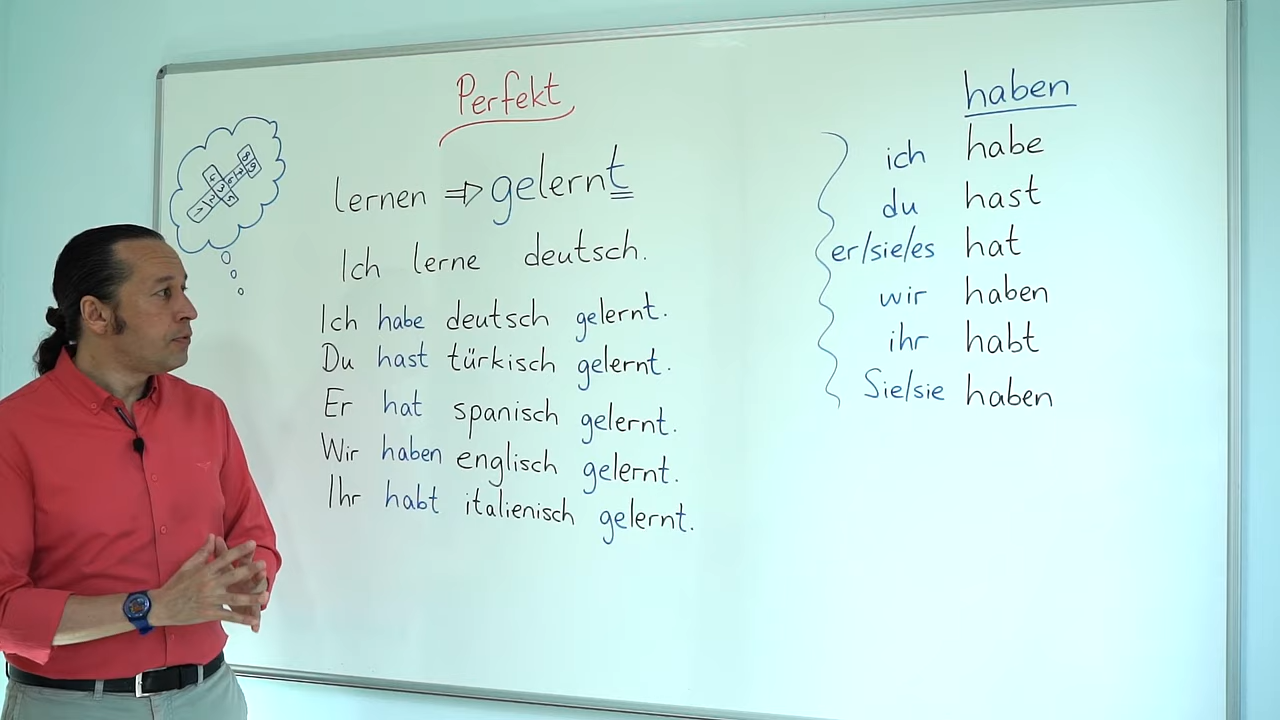 Perfekt
lernen ⇒ gelernt
Ich lerne deutsch.
Ich habe deutsch gelernt.
Du hast türkisch gelernt.
Er hat spanisch gelernt.
Wir haben englisch gelernt.
Ihr habt italienisch gelernt.
haben
ich habe
du hast
er/sie/es hat
wir haben
ihr habt
Sie/sie haben